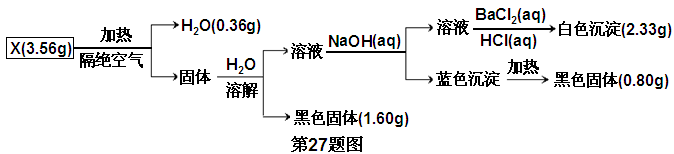 X(3.56g) 加热 隔绝空气
H₂O(0.36g)
固体 H₂O 溶解
溶液 NaOH(aq)
溶液 BaCl₂(aq) HCl(aq) 白色沉淀(2.33g)
蓝色沉淀 加热 黑色固体(0.80g)
黑色固体(1.60g)
第27题图